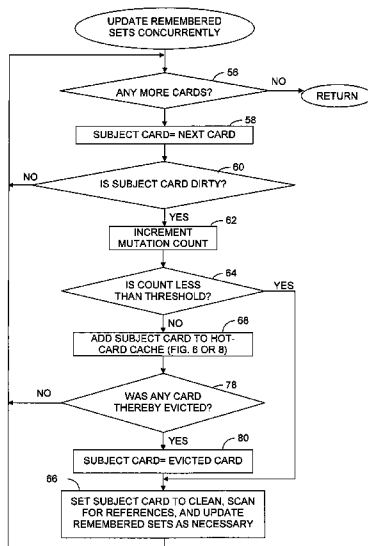 UPDATE REMEMBERED
SETS CONCURRENTLY
56
ANY MORE CARDS?
NO
RETURN
58
SUBJECT CARD= NEXT CARD
60
NO
IS SUBJECT CARD DIRTY?
YES
62
INCREMENT
MUTATION COUNT
64
IS COUNT LESS
THAN THRESHOLD?
YES
NO
68
ADD SUBJECT CARD TO HOT-
CARD CACHE (FIG. 6 OR 8)
78
NO
WAS ANY CARD
THEREBY EVICTED?
YES
80
SUBJECT CARD= EVICTED CARD
66
SET SUBJECT CARD TO CLEAN, SCAN
FOR REFERENCES, AND UPDATE
REMEMBERED SETS AS NECESSARY